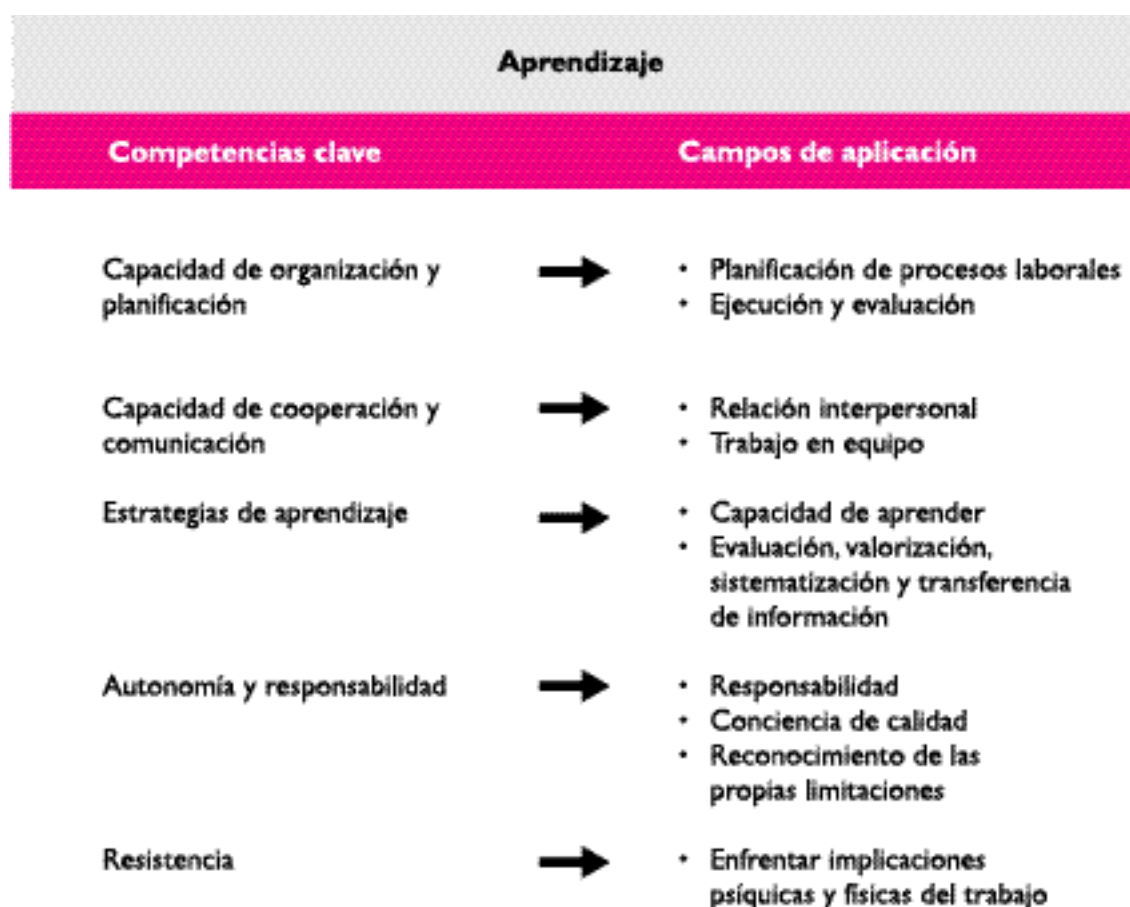 Aprendizaje
Competencias clave
Campos de aplicación
Capacidad de organización y
planificación
• Planificación de procesos laborales
• Ejecución y evaluación
Capacidad de cooperación y
comunicación
• Relación interpersonal
• Trabajo en equipo
Estrategias de aprendizaje
• Capacidad de aprender
• Evaluación, valorización,
sistematización y transferencia
de información
Autonomía y responsabilidad
• Responsabilidad
• Conciencia de calidad
• Reconocimiento de las
propias limitaciones
Resistencia
• Enfrentar implicaciones
psíquicas y físicas del trabajo